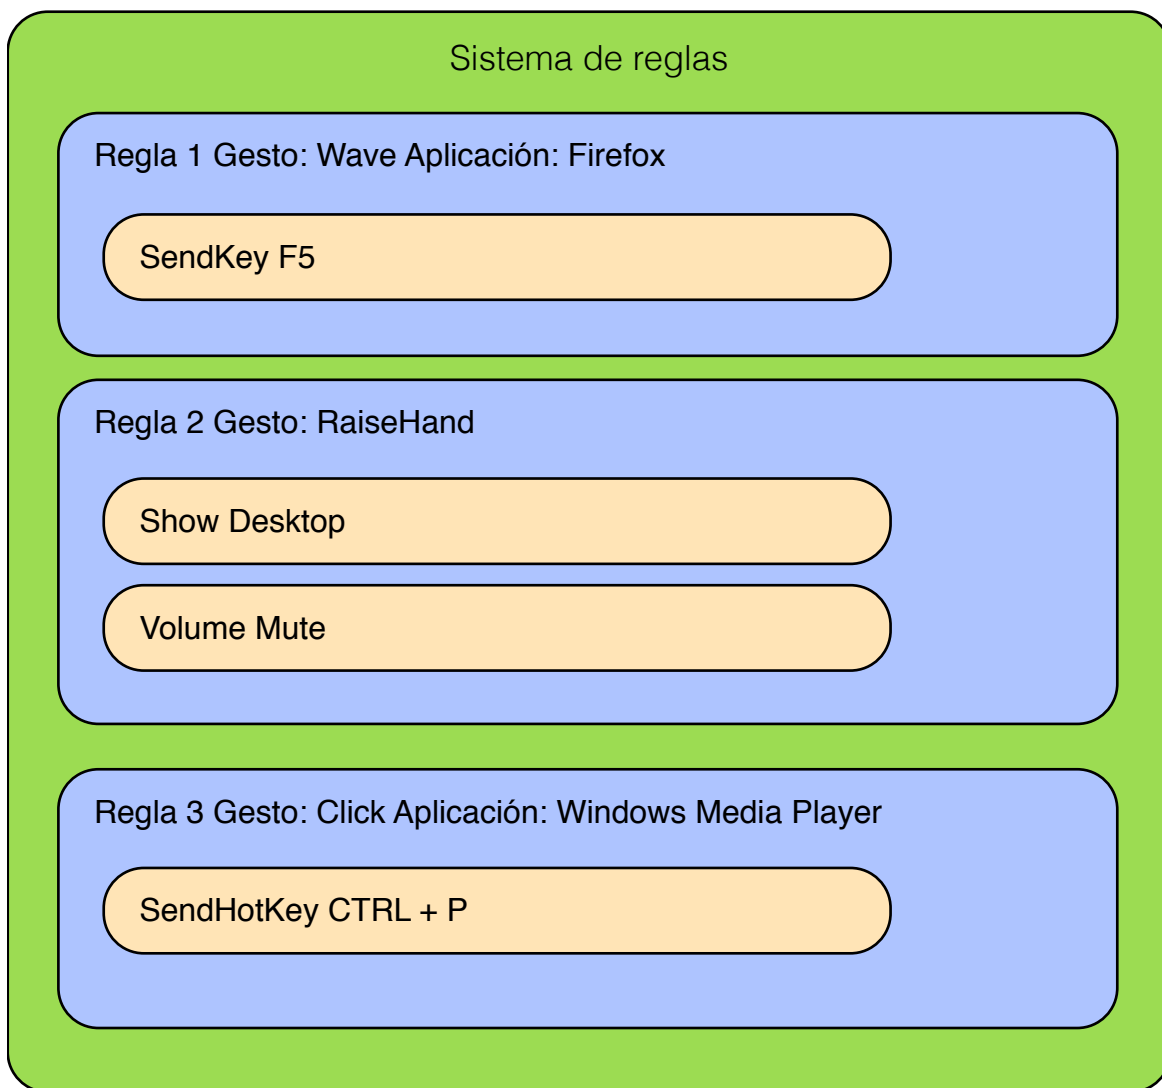 Sistema de reglas
Regla 1 Gesto: Wave Aplicación: Firefox
SendKey F5
Regla 2 Gesto: RaiseHand
Show Desktop
Volume Mute
Regla 3 Gesto: Click Aplicación: Windows Media Player
SendHotKey CTRL + P